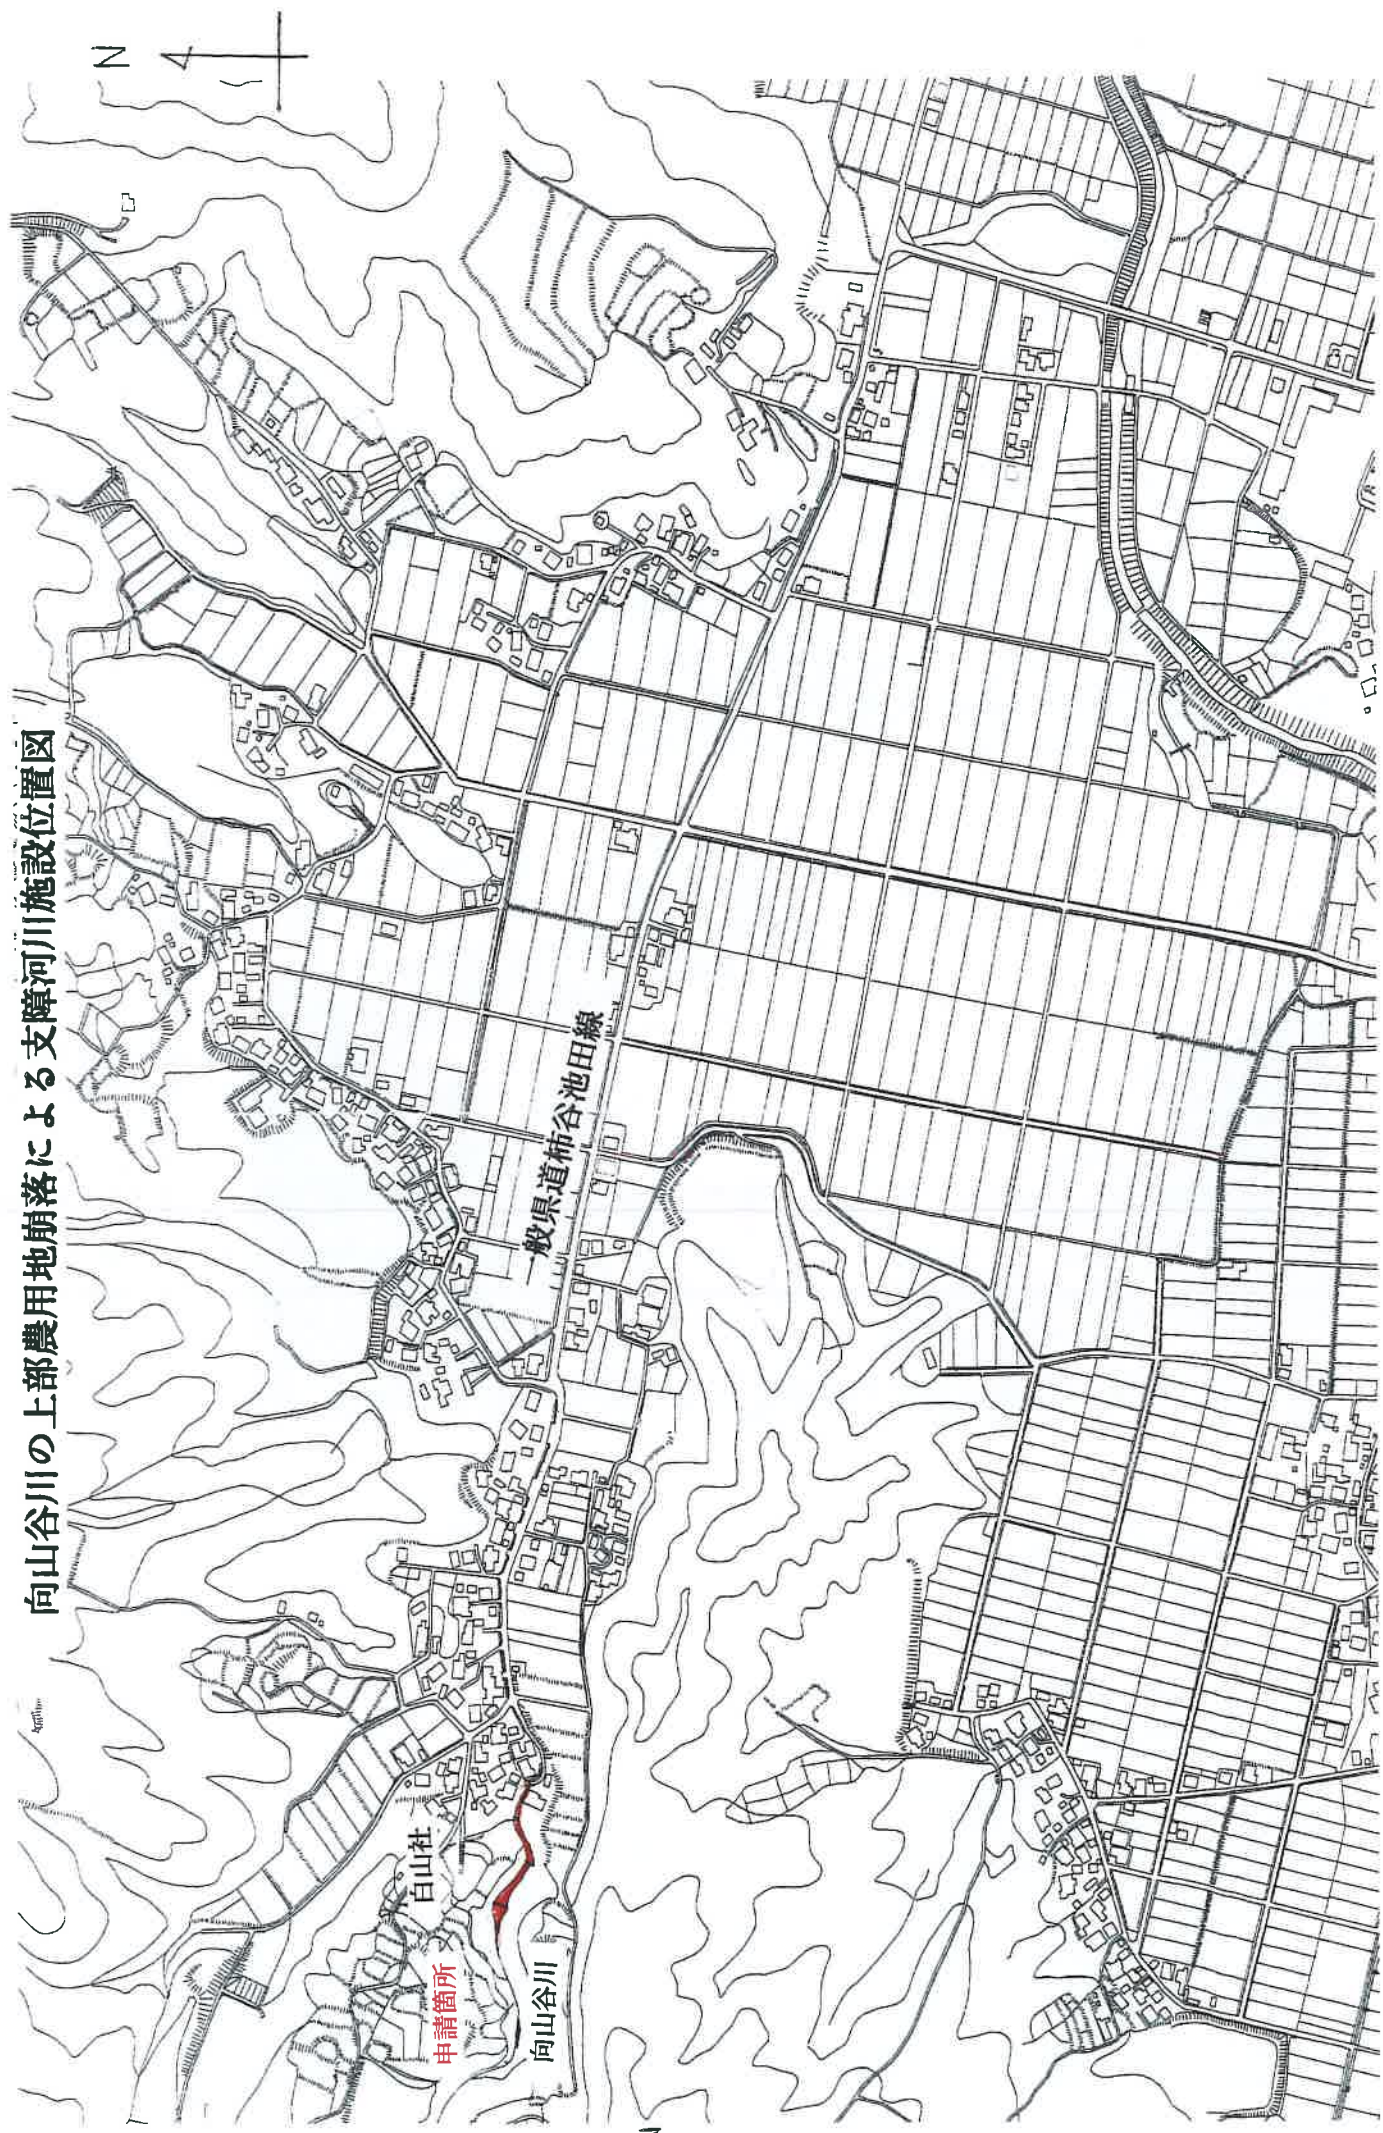 向山谷川の上部農用地崩落による支障河川施設位置図
N
一般県道柿谷池田線
白山社
申請箇所
向山谷川